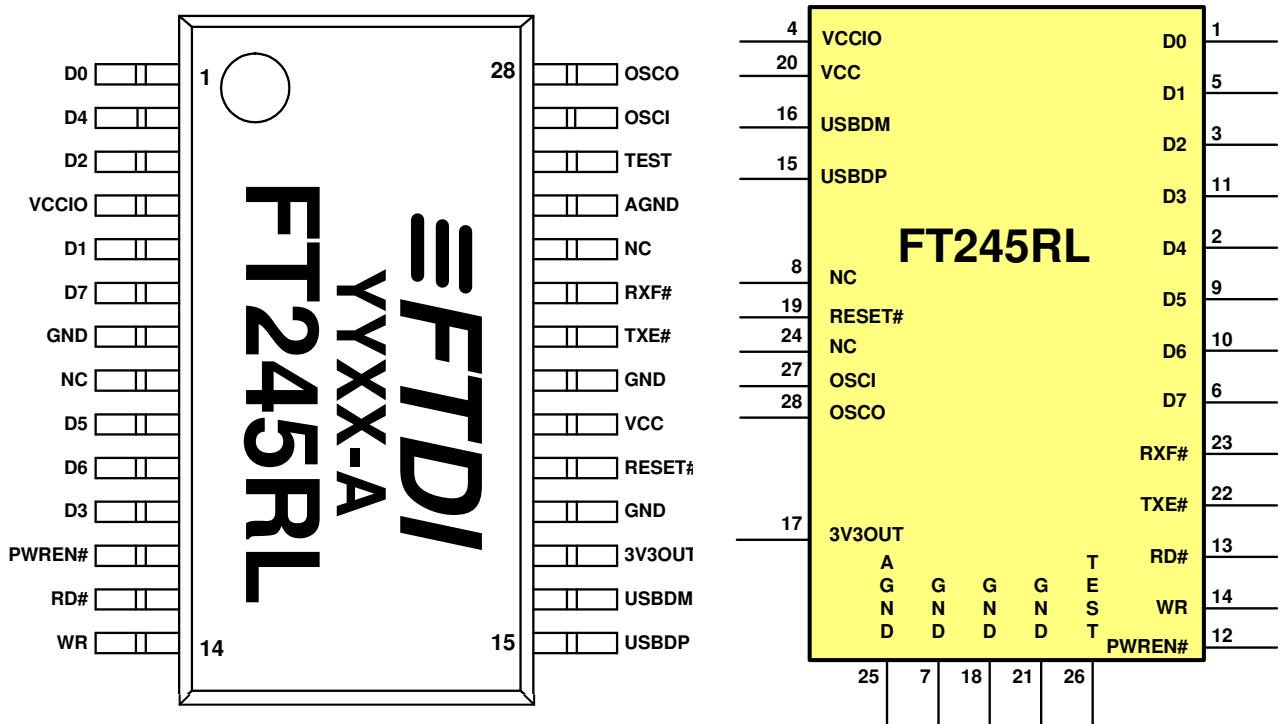 D0
D4
D2
VCCIO
D1
D7
GND
NC
D5
D6
D3
PWREN#
RD#
WR
1
28
14
15
FT245RL
YYXX-A
FTDI
OSCO
OSCI
TEST
AGND
NC
RXF#
TXE#
GND
VCC
RESET#
GND
3V3OUT
USBDM
USBDP
4 VCCIO
20 VCC
16 USBDM
15 USBDP
8 NC
19 RESET#
24 NC
27 OSCI
28 OSCO
17 3V3OUT
FT245RL
D0 1
D1 5
D2 3
D3 11
D4 2
D5 9
D6 10
D7 6
RXF# 23
TXE# 22
RD# 13
WR 14
PWREN# 12
AGND
GND
GND
GND
TEST
25 7 18 21 26